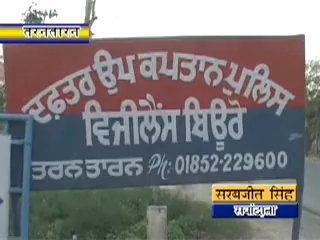 ਤਰਨਤਾਰਨ
ਦਫ਼ਤਰ ਉਪ ਕਪਤਾਨ ਪੁਲਿਸ
ਵਿਜੀਲੈਂਸ ਬਿਊਰੋ
ਤਰਨ ਤਾਰਨ Ph: 01852-229600
ਸਰਬਜੀਤ ਸਿੰਘ